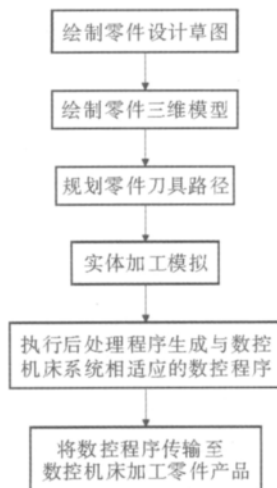 绘制零件设计草图
绘制零件三维模型
规划零件刀具路径
实体加工模拟
执行后处理程序生成与数控
机床系统相适应的数控程序
将数控程序传输至
数控机床加工零件产品